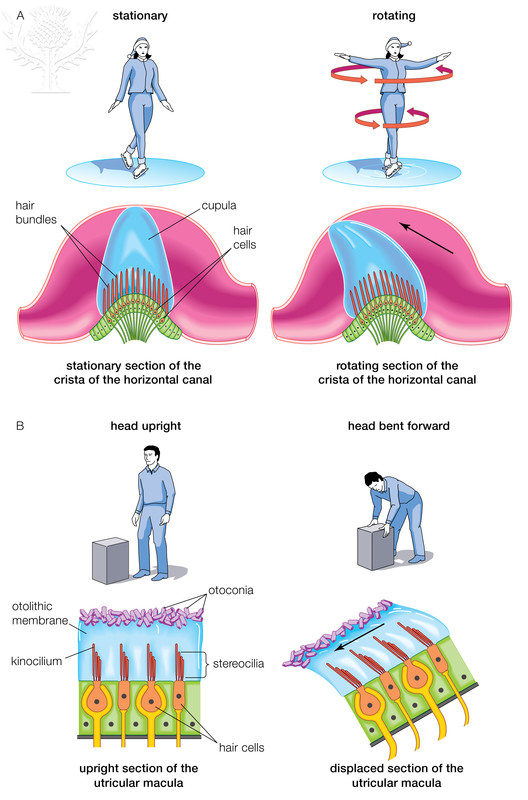 A
stationary
rotating
hair
bundles
cupula
hair
cells
stationary section of the
crista of the horizontal canal
rotating section of the
crista of the horizontal canal
B
head upright
head bent forward
otoconia
otolithic
membrane
kinocilium
stereocilia
hair cells
upright section of the
utricular macula
displaced section of the
utricular macula